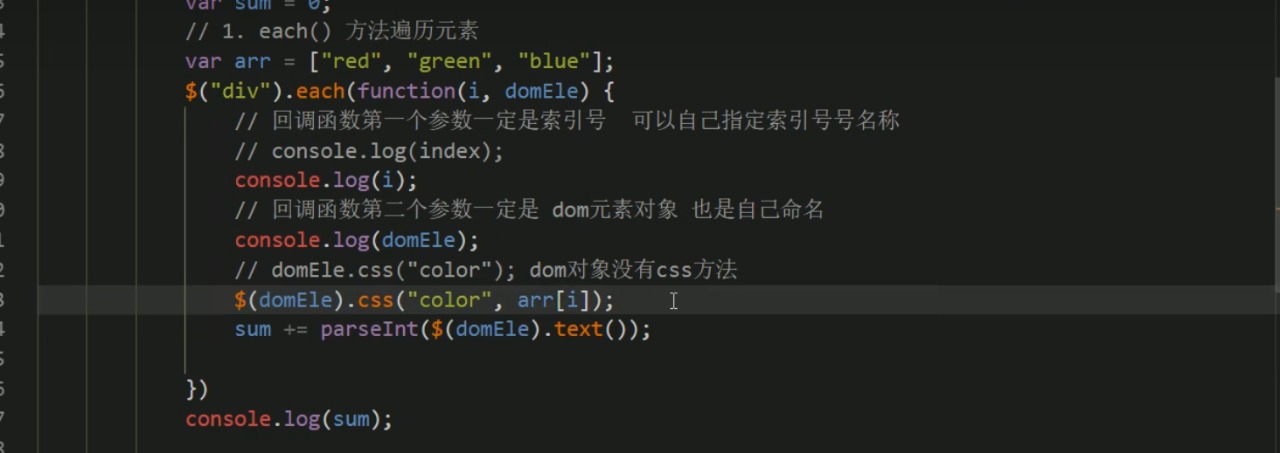 var sum = 0;
// 1. each() 方法遍历元素
var arr = ["red", "green", "blue"];
$("div").each(function(i, domEle) {
// 回调函数第一个参数一定是索引号  可以自己指定索引号号名称
// console.log(index);
console.log(i);
// 回调函数第二个参数一定是 dom元素对象 也是自己命名
console.log(domEle);
// domEle.css("color"); dom对象没有css方法
$(domEle).css("color", arr[i]);
sum += parseInt($(domEle).text());
})
console.log(sum);